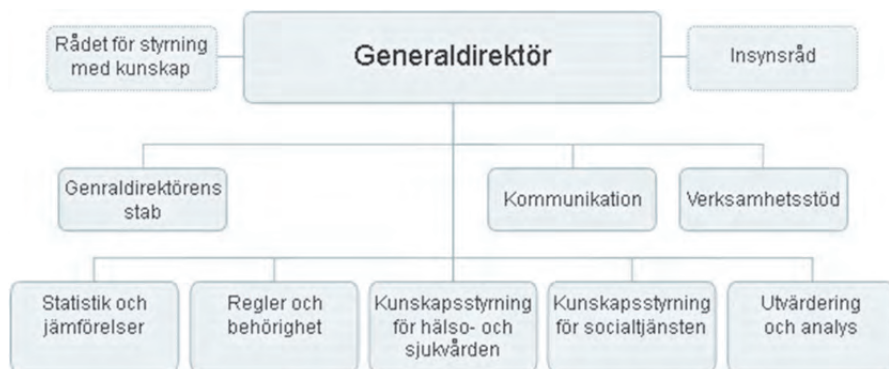 Rådet för styrning
med kunskap
Generaldirektör
Insynsråd
Genraldirektörens
stab
Kommunikation
Verksamhetsstöd
Statistik och
jämförelser
Regler och
behörighet
Kunskapsstyrning
för hälso- och
sjukvården
Kunskapsstyrning
för socialtjänsten
Utvärdering
och analys